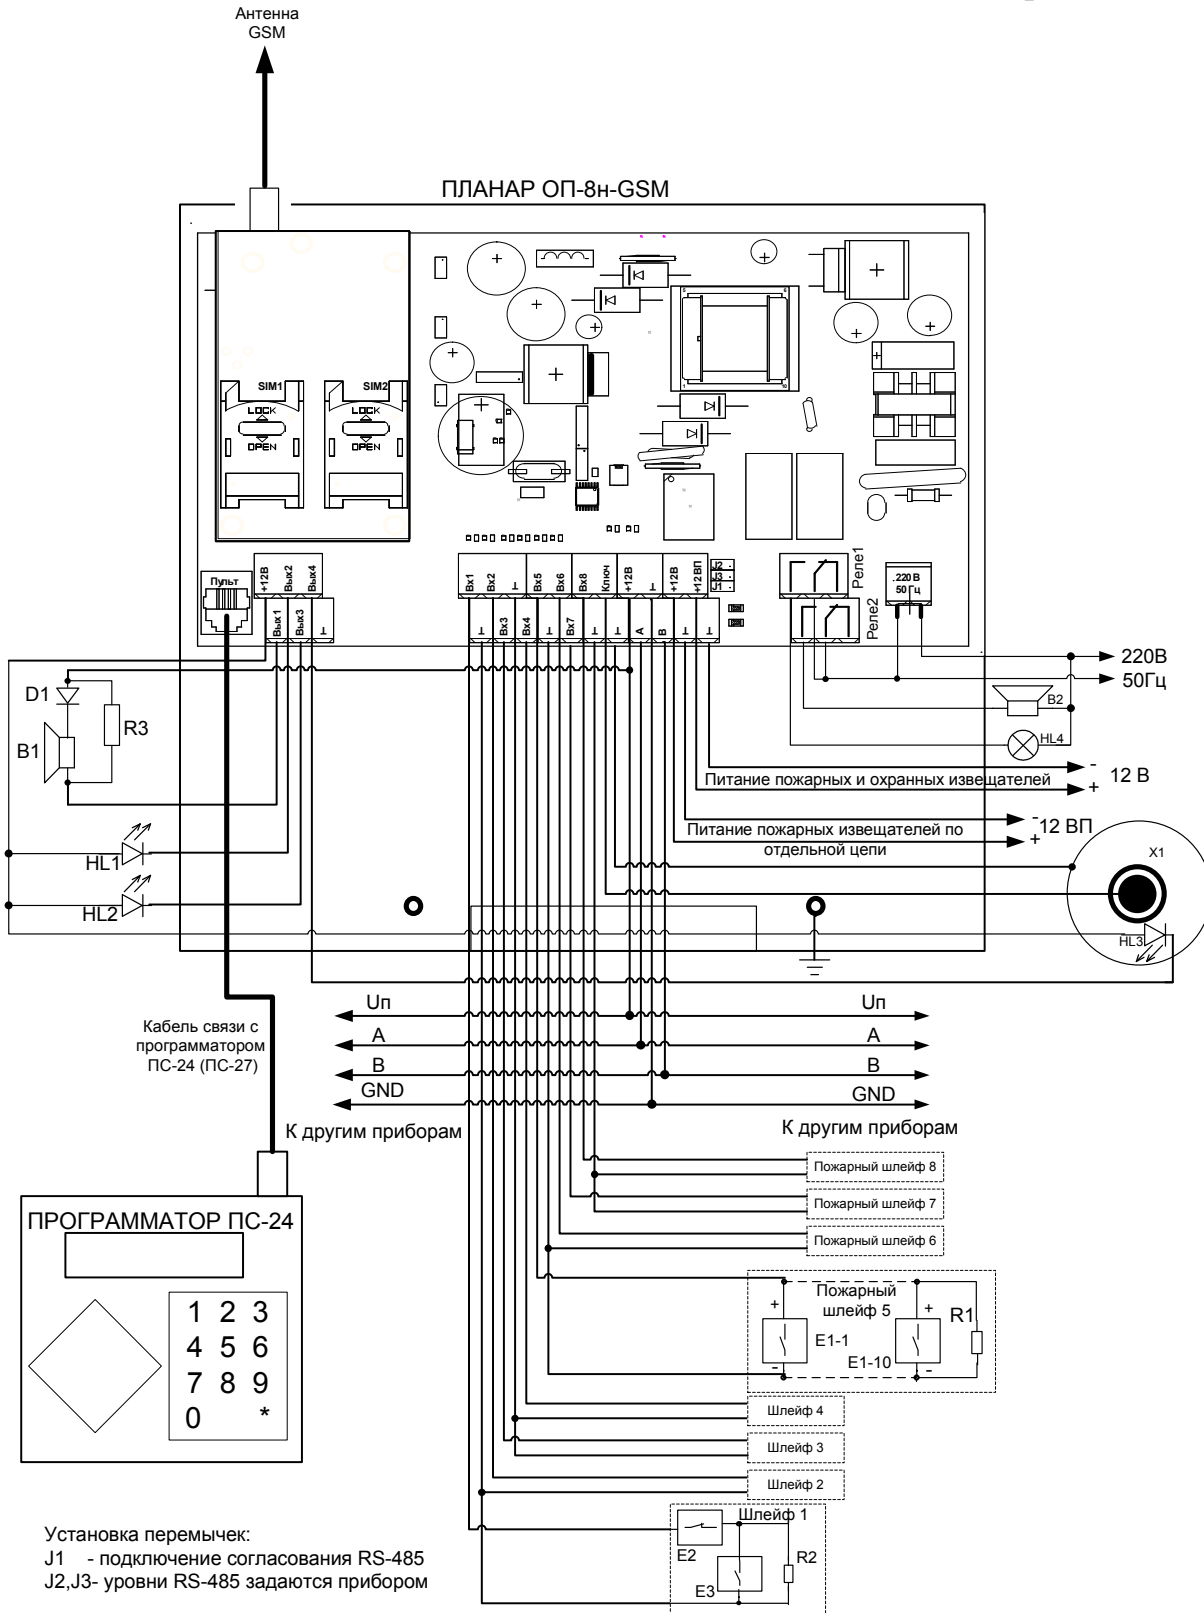 Антенна
GSM
ПЛАНАР ОП-8н-GSM
5
6
1
10
SIM1
SIM2
LOCK
OPEN
LOCK
OPEN
Пульт
+12В
Вых2
Вых4
Вых1
Вых3
⊥
Вх1
Вх2
⊥
Вх5
Вх6
Вх8
Ключ
+12В
⊥
+12В
+12 ВП
⊥
Вх3
Вх4
⊥
Вх7
⊥
⊥
А
В
⊥
⊥
J2
J3
J1
Реле1
Реле2
220 В
50 Гц
220В
50Гц
D1
R3
B1
B2
HL4
Питание пожарных и охранных извещателей
-
+
12 В
Питание пожарных извещателей по
отдельной цепи
-
+
12 ВП
X1
HL1
HL2
HL3
Uп
Uп
А
А
В
В
GND
GND
К другим приборам
К другим приборам
Кабель связи с
программатором
ПС-24 (ПС-27)
ПРОГРАММАТОР ПС-24
1 2 3
4 5 6
7 8 9
0 *
Пожарный шлейф 8
Пожарный шлейф 7
Пожарный шлейф 6
Пожарный
шлейф 5
+
+
R1
E1-1
E1-10
-
-
Шлейф 4
Шлейф 3
Шлейф 2
Шлейф 1
E2
E3
R2
Установка перемычек:
J1 - подключение согласования RS-485
J2,J3- уровни RS-485 задаются прибором